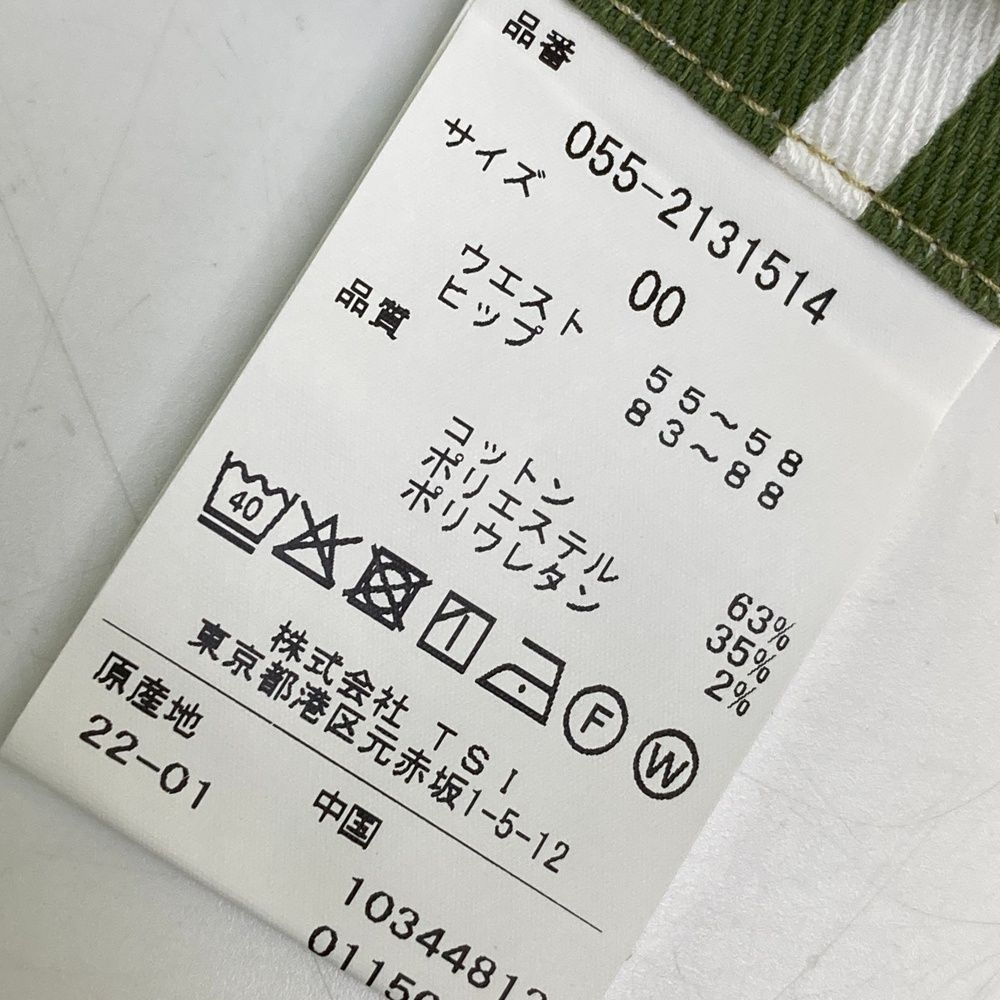 品番
055-2131514
サイズ
00
ウエスト 55～58
ヒップ 83～88
品質
コットン 63%
ポリエステル 35%
ポリウレタン 2%
40
F W
株式会社 TSI
東京都港区元赤坂1-5-12
原産地 中国
22-01